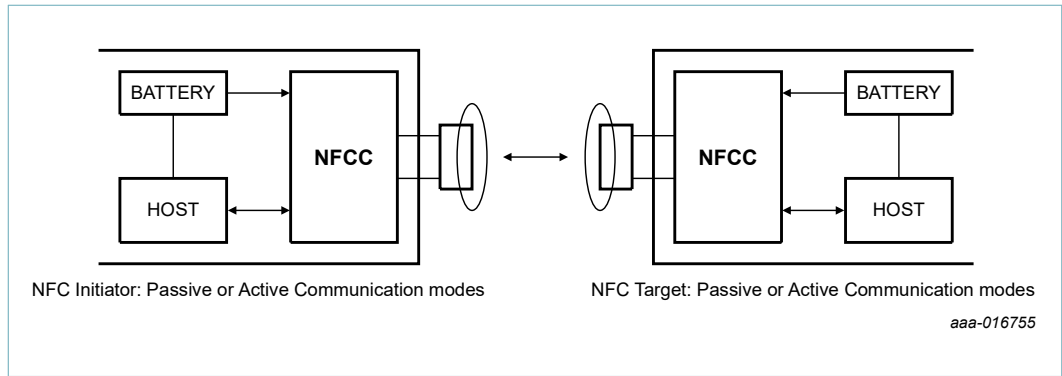 BATTERY
NFCC
HOST
BATTERY
NFCC
HOST
NFC Initiator: Passive or Active Communication modes
NFC Target: Passive or Active Communication modes
aaa-016755